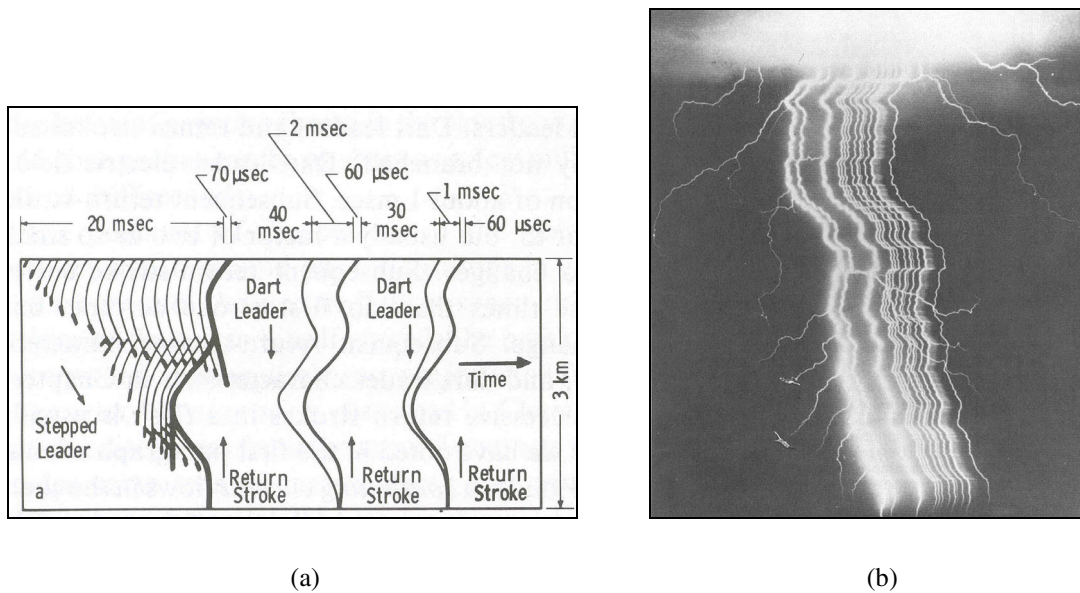 2 msec
70 μsec
60 μsec
1 msec
20 msec
40
msec
30
msec
60 μsec
Dart
Leader
Dart
Leader
Time
3 km
Stepped
Leader
Return
Stroke
Return
Stroke
Return
Stroke
a
(a)
(b)